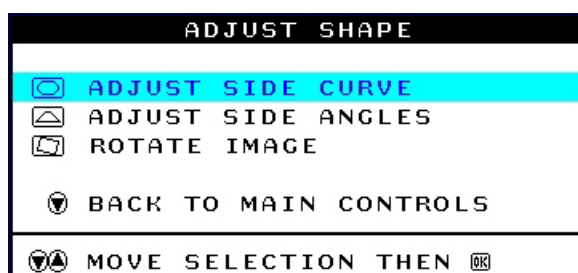 ADJUST SHAPE
ADJUST SIDE CURVE
ADJUST SIDE ANGLES
ROTATE IMAGE
BACK TO MAIN CONTROLS
MOVE SELECTION THEN OK